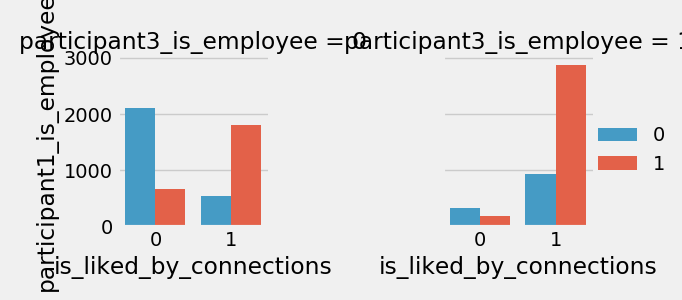 participant3_is_employee = 0
participant3_is_employee = 1
participant1_is_employee
3000
2000
1000
0
0 1
0 1
is_liked_by_connections
is_liked_by_connections
0
1